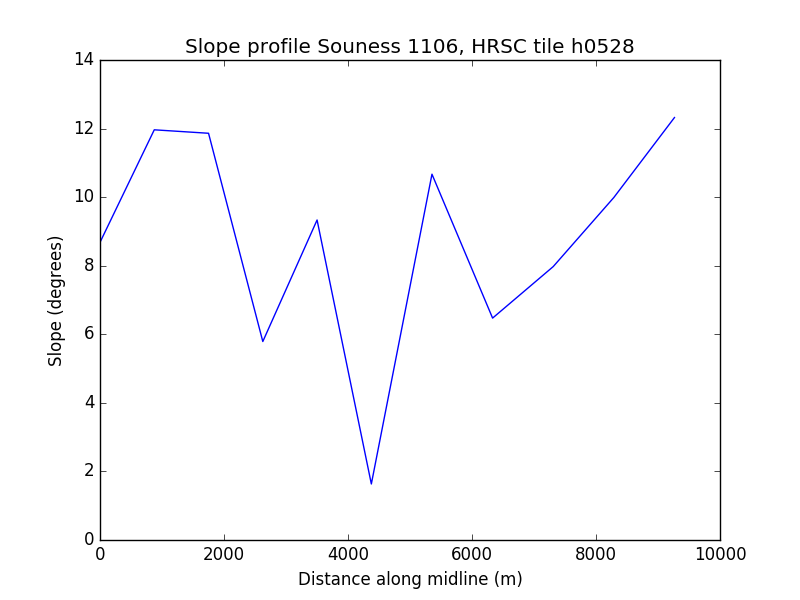 Slope profile Souness 1106, HRSC tile h0528
14
12
10
8
6
4
2
0
Slope (degrees)
0 2000 4000 6000 8000 10000
Distance along midline (m)